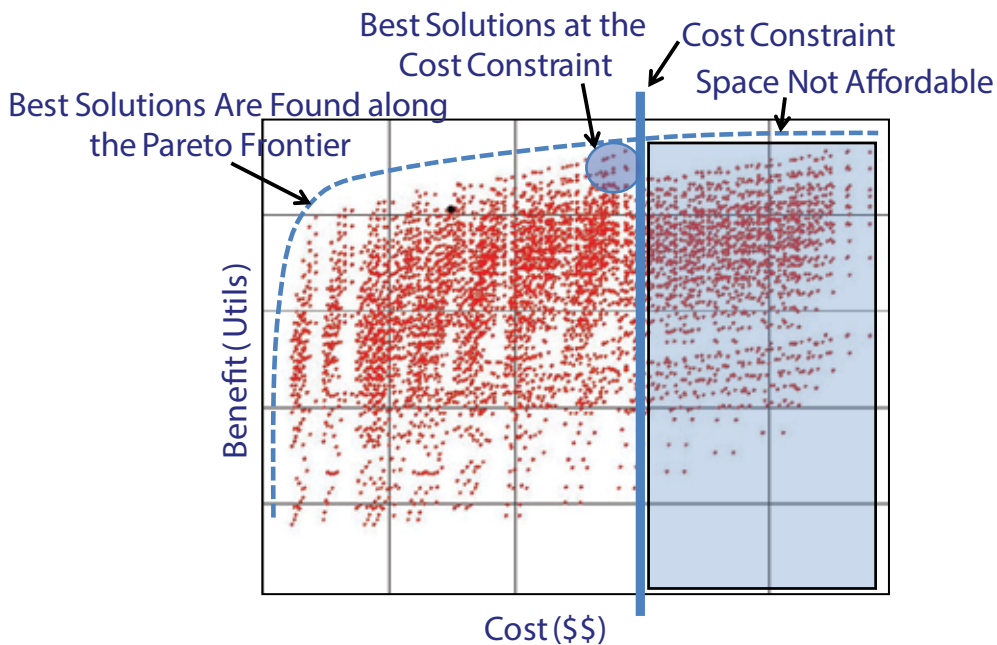 Best Solutions at the
Cost Constraint
Cost Constraint
Space Not Affordable
Best Solutions Are Found along
the Pareto Frontier
Benefit ( Utils)
Cost ($$)